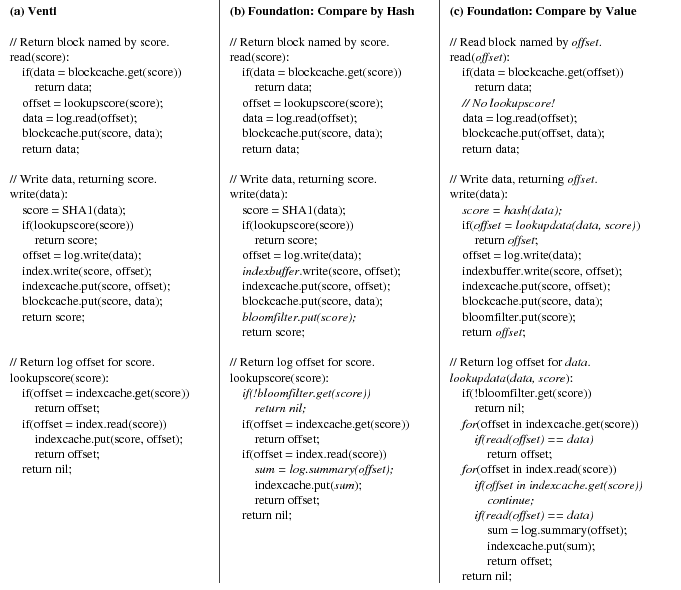 (a) Venti
// Return block named by score.
read(score):
if(data = blockcache.get(score))
return data;
offset = lookupscore(score);
data = log.read(offset);
blockcache.put(score, data);
return data;
// Write data, returning score.
write(data):
score = SHA1(data);
if(lookupscore(score))
return score;
offset = log.write(data);
index.write(score, offset);
indexcache.put(score, offset);
blockcache.put(score, data);
return score;
// Return log offset for score.
lookupscore(score):
if(offset = indexcache.get(score))
return offset;
if(offset = index.read(score))
indexcache.put(score, offset);
return offset;
return nil;
(b) Foundation: Compare by Hash
// Return block named by score.
read(score):
if(data = blockcache.get(score))
return data;
offset = lookupscore(score);
data = log.read(offset);
blockcache.put(score, data);
return data;
// Write data, returning score.
write(data):
score = SHA1(data);
if(lookupscore(score))
return score;
offset = log.write(data);
indexbuffer.write(score, offset);
indexcache.put(score, offset);
blockcache.put(score, data);
bloomfilter.put(score);
return score;
// Return log offset for score.
lookupscore(score):
if(!bloomfilter.get(score))
return nil;
if(offset = indexcache.get(score))
return offset;
if(offset = index.read(score))
sum = log.summary(offset);
indexcache.put(sum);
return offset;
return nil;
(c) Foundation: Compare by Value
// Read block named by offset.
read(offset):
if(data = blockcache.get(offset))
return data;
// No lookupscore!
data = log.read(offset);
blockcache.put(offset, data);
return data;
// Write data, returning offset.
write(data):
score = hash(data);
if(offset = lookupdata(data, score))
return offset;
offset = log.write(data);
indexbuffer.write(score, offset);
indexcache.put(score, offset);
blockcache.put(score, data);
bloomfilter.put(score);
return offset;
// Return log offset for data.
lookupdata(data, score):
if(!bloomfilter.get(score))
return nil;
for(offset in indexcache.get(score))
if(read(offset) == data)
return offset;
for(offset in index.read(score))
if(offset in indexcache.get(score))
continue;
if(read(offset) == data)
sum = log.summary(offset);
indexcache.put(sum);
return offset;
return nil;